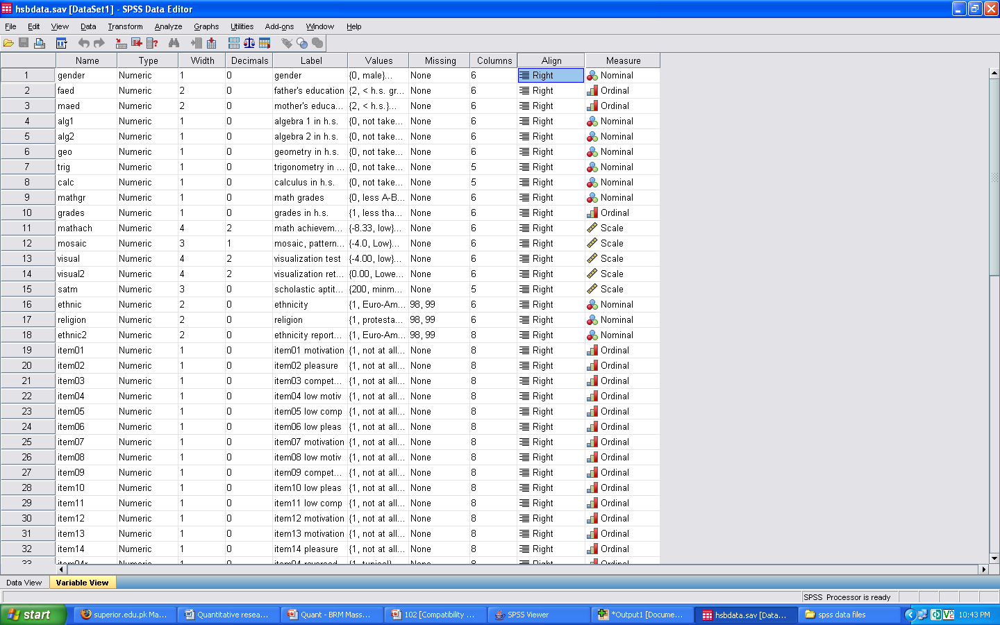 hsbdata.sav [DataSet1] - SPSS Data Editor
File Edit View Data Transform Analyze Graphs Utilities Add-ons Window Help
Name Type Width Decimals Label Values Missing Columns Align Measure
1 gender Numeric 1 0 gender {0, male}... None 6 Right Nominal
2 faed Numeric 2 0 father's education {2, < h.s. gr... None 6 Right Ordinal
3 maed Numeric 2 0 mother's educa... {2, < h.s.}... None 6 Right Ordinal
4 alg1 Numeric 1 0 algebra 1 in h.s. {0, not take... None 6 Right Nominal
5 alg2 Numeric 1 0 algebra 2 in h.s. {0, not take... None 6 Right Nominal
6 geo Numeric 1 0 geometry in h.s. {0, not take... None 6 Right Nominal
7 trig Numeric 1 0 trigonometry in ... {0, not take... None 5 Right Nominal
8 calc Numeric 1 0 calculus in h.s. {0, not take... None 5 Right Nominal
9 mathgr Numeric 1 0 math grades {0, less A-B... None 6 Right Nominal
10 grades Numeric 1 0 grades in h.s. {1, less tha... None 6 Right Ordinal
11 mathach Numeric 4 2 math achievem... {-8.33, low}... None 6 Right Scale
12 mosaic Numeric 3 1 mosaic, pattern... {-4.0, Low}... None 6 Right Scale
13 visual Numeric 4 2 visualization test {-4.00, low}... None 6 Right Scale
14 visual2 Numeric 4 2 visualization ret... {0.00, Lowe... None 6 Right Scale
15 satm Numeric 3 0 scholastic aptit... {200, minm... None 5 Right Scale
16 ethnic Numeric 2 0 ethnicity {1, Euro-Am... 98, 99 6 Right Nominal
17 religion Numeric 2 0 religion {1, protesta... 98, 99 6 Right Nominal
18 ethnic2 Numeric 2 0 ethnicity report... {1, Euro-Am... 98, 99 8 Right Nominal
19 item01 Numeric 1 0 item01 motivation {1, not at all... None 8 Right Ordinal
20 item02 Numeric 1 0 item02 pleasure {1, not at all... None 8 Right Ordinal
21 item03 Numeric 1 0 item03 compet... {1, not at all... None 8 Right Ordinal
22 item04 Numeric 1 0 item04 low motiv {1, not at all... None 8 Right Ordinal
23 item05 Numeric 1 0 item05 low comp {1, not at all... None 8 Right Ordinal
24 item06 Numeric 1 0 item06 low pleas {1, not at all... None 8 Right Ordinal
25 item07 Numeric 1 0 item07 motivation {1, not at all... None 8 Right Ordinal
26 item08 Numeric 1 0 item08 low motiv {1, not at all... None 8 Right Ordinal
27 item09 Numeric 1 0 item09 compet... {1, not at all... None 8 Right Ordinal
28 item10 Numeric 1 0 item10 low pleas {1, not at all... None 8 Right Ordinal
29 item11 Numeric 1 0 item11 low comp {1, not at all... None 8 Right Ordinal
30 item12 Numeric 1 0 item12 motivation {1, not at all... None 8 Right Ordinal
31 item13 Numeric 1 0 item13 motivation {1, not at all... None 8 Right Ordinal
32 item14 Numeric 1 0 item14 pleasure {1, not at all... None 8 Right Ordinal
33 item04r Numeric 1 0 item04 reversed {1, typical}... None 8 Right Ordinal
Data View Variable View
SPSS Processor is ready
start superior.edu.pk Ma... Quantitative resea... Quant - BRM Mass... 102 [Compatibility ... SPSS Viewer *Output1 [Docume... hsbdata.sav [Data... spss data files 10:43 PM